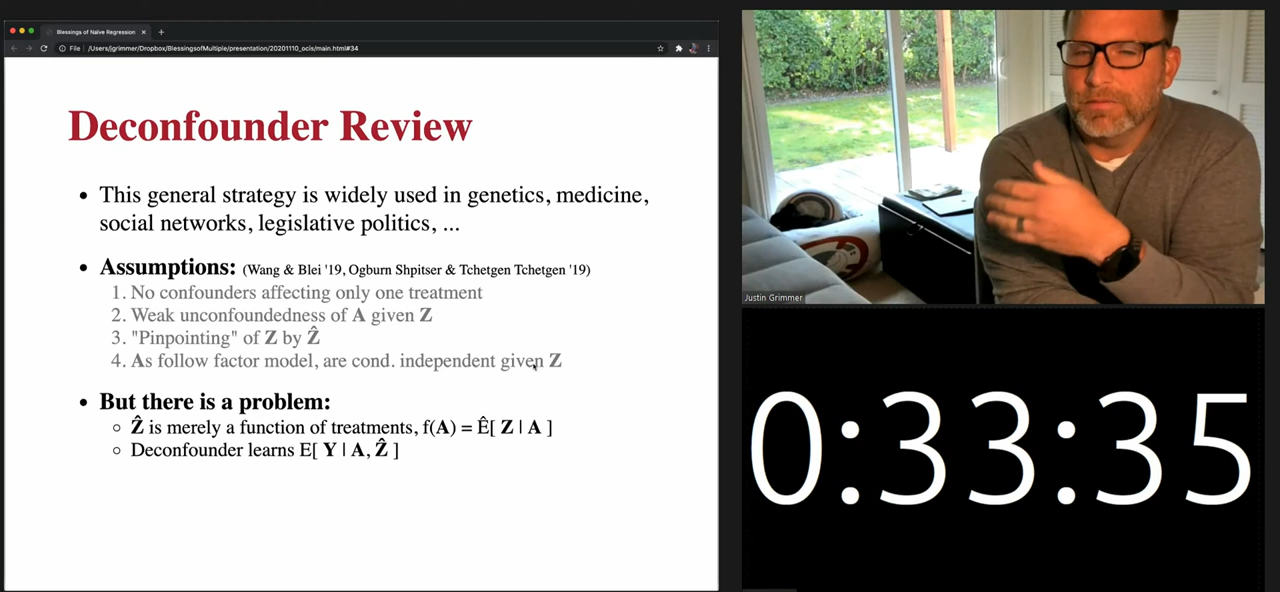 Blessings of Naïve Regression
File | /Users/jgrimmer/Dropbox/BlessingsofMultiple/presentation/20201110_ocis/main.html#34
Deconfounder Review
• This general strategy is widely used in genetics, medicine,
social networks, legislative politics, ...
• Assumptions: (Wang & Blei '19, Ogburn Shpitser & Tchetgen Tchetgen '19)
1. No confounders affecting only one treatment
2. Weak unconfoundedness of A given Z
3. "Pinpointing" of Z by Ẑ
4. As follow factor model, are cond. independent given Z
• But there is a problem:
◦ Ẑ is merely a function of treatments, f(A) = Ê[ Z | A ]
◦ Deconfounder learns E[ Y | A, Ẑ ]
Justin Grimmer
0:33:35